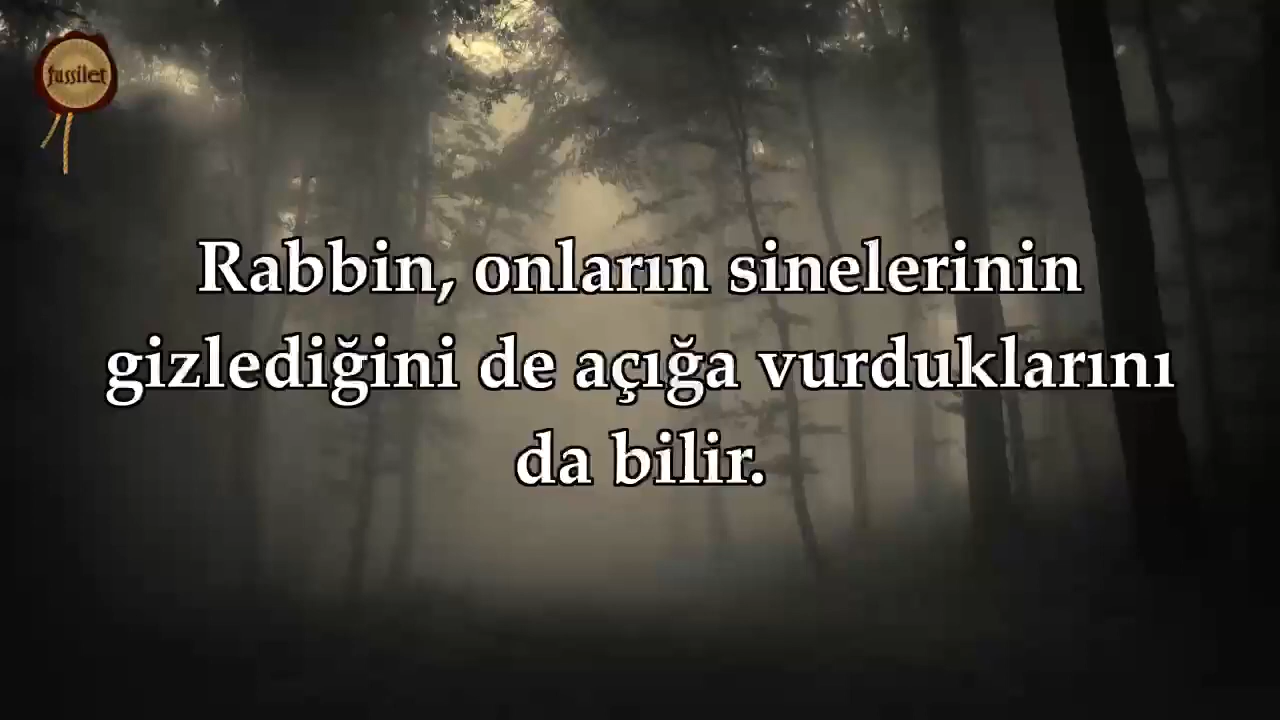 fussilet
Rabbin, onların sinelerinin
gizlediğini de açığa vurduklarını
da bilir.